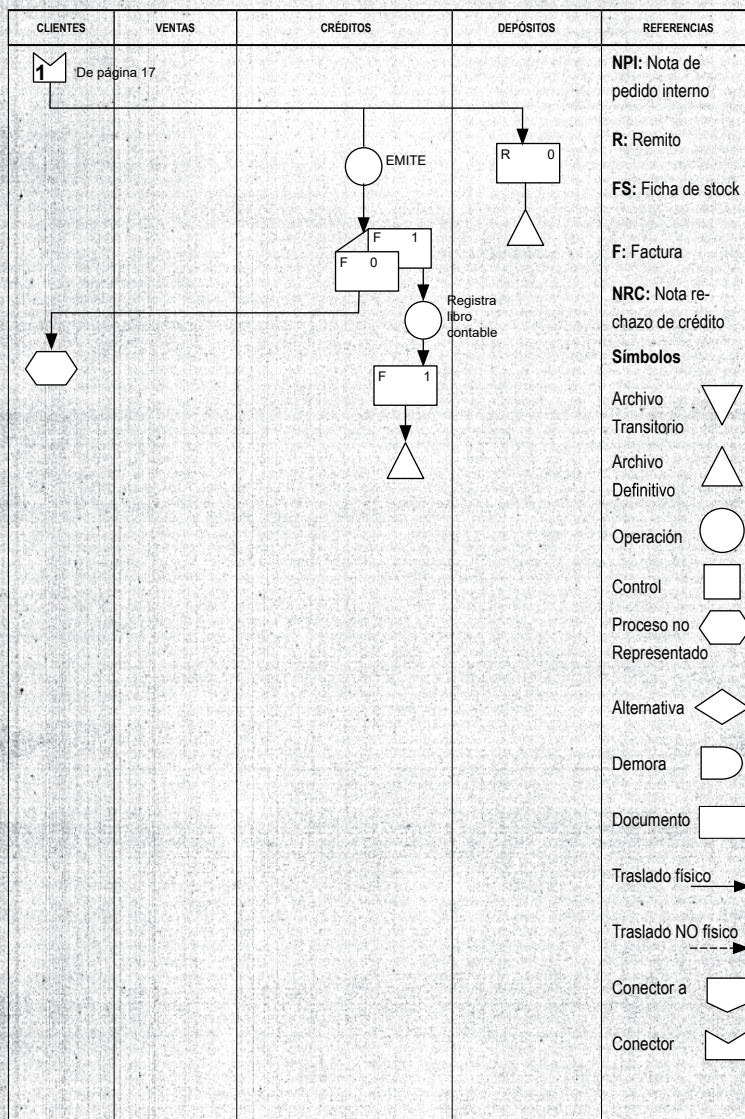 CLIENTES VENTAS CRÉDITOS DEPÓSITOS REFERENCIAS
1 De página 17
EMITE
R 0
F 1
F 0
Registra
libro
contable
F 1
NPI: Nota de
pedido interno
R: Remito
FS: Ficha de stock
F: Factura
NRC: Nota re-
chazo de crédito
Símbolos
Archivo
Transitorio
Archivo
Definitivo
Operación
Control
Proceso no
Representado
Alternativa
Demora
Documento
Traslado físico
Traslado NO físico
Conector a
Conector